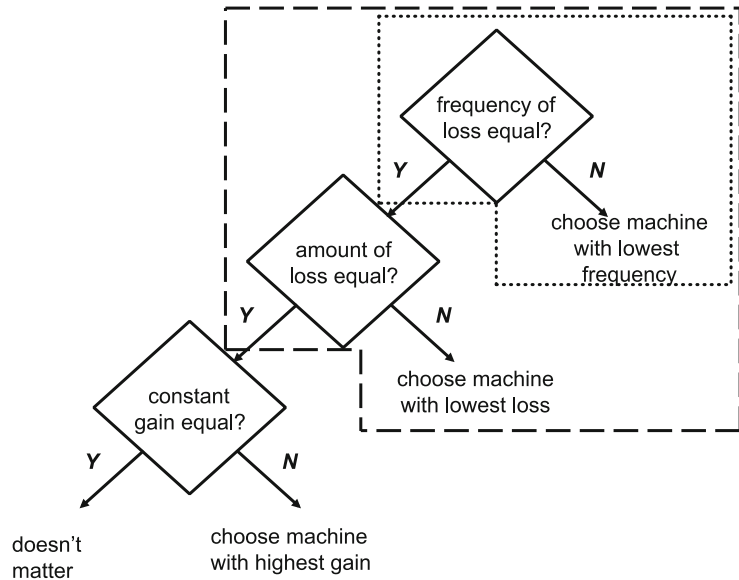 frequency of
loss equal?
Y
N
choose machine
with lowest
frequency
amount of
loss equal?
Y
N
choose machine
with lowest loss
constant
gain equal?
Y
N
doesn't
matter
choose machine
with highest gain